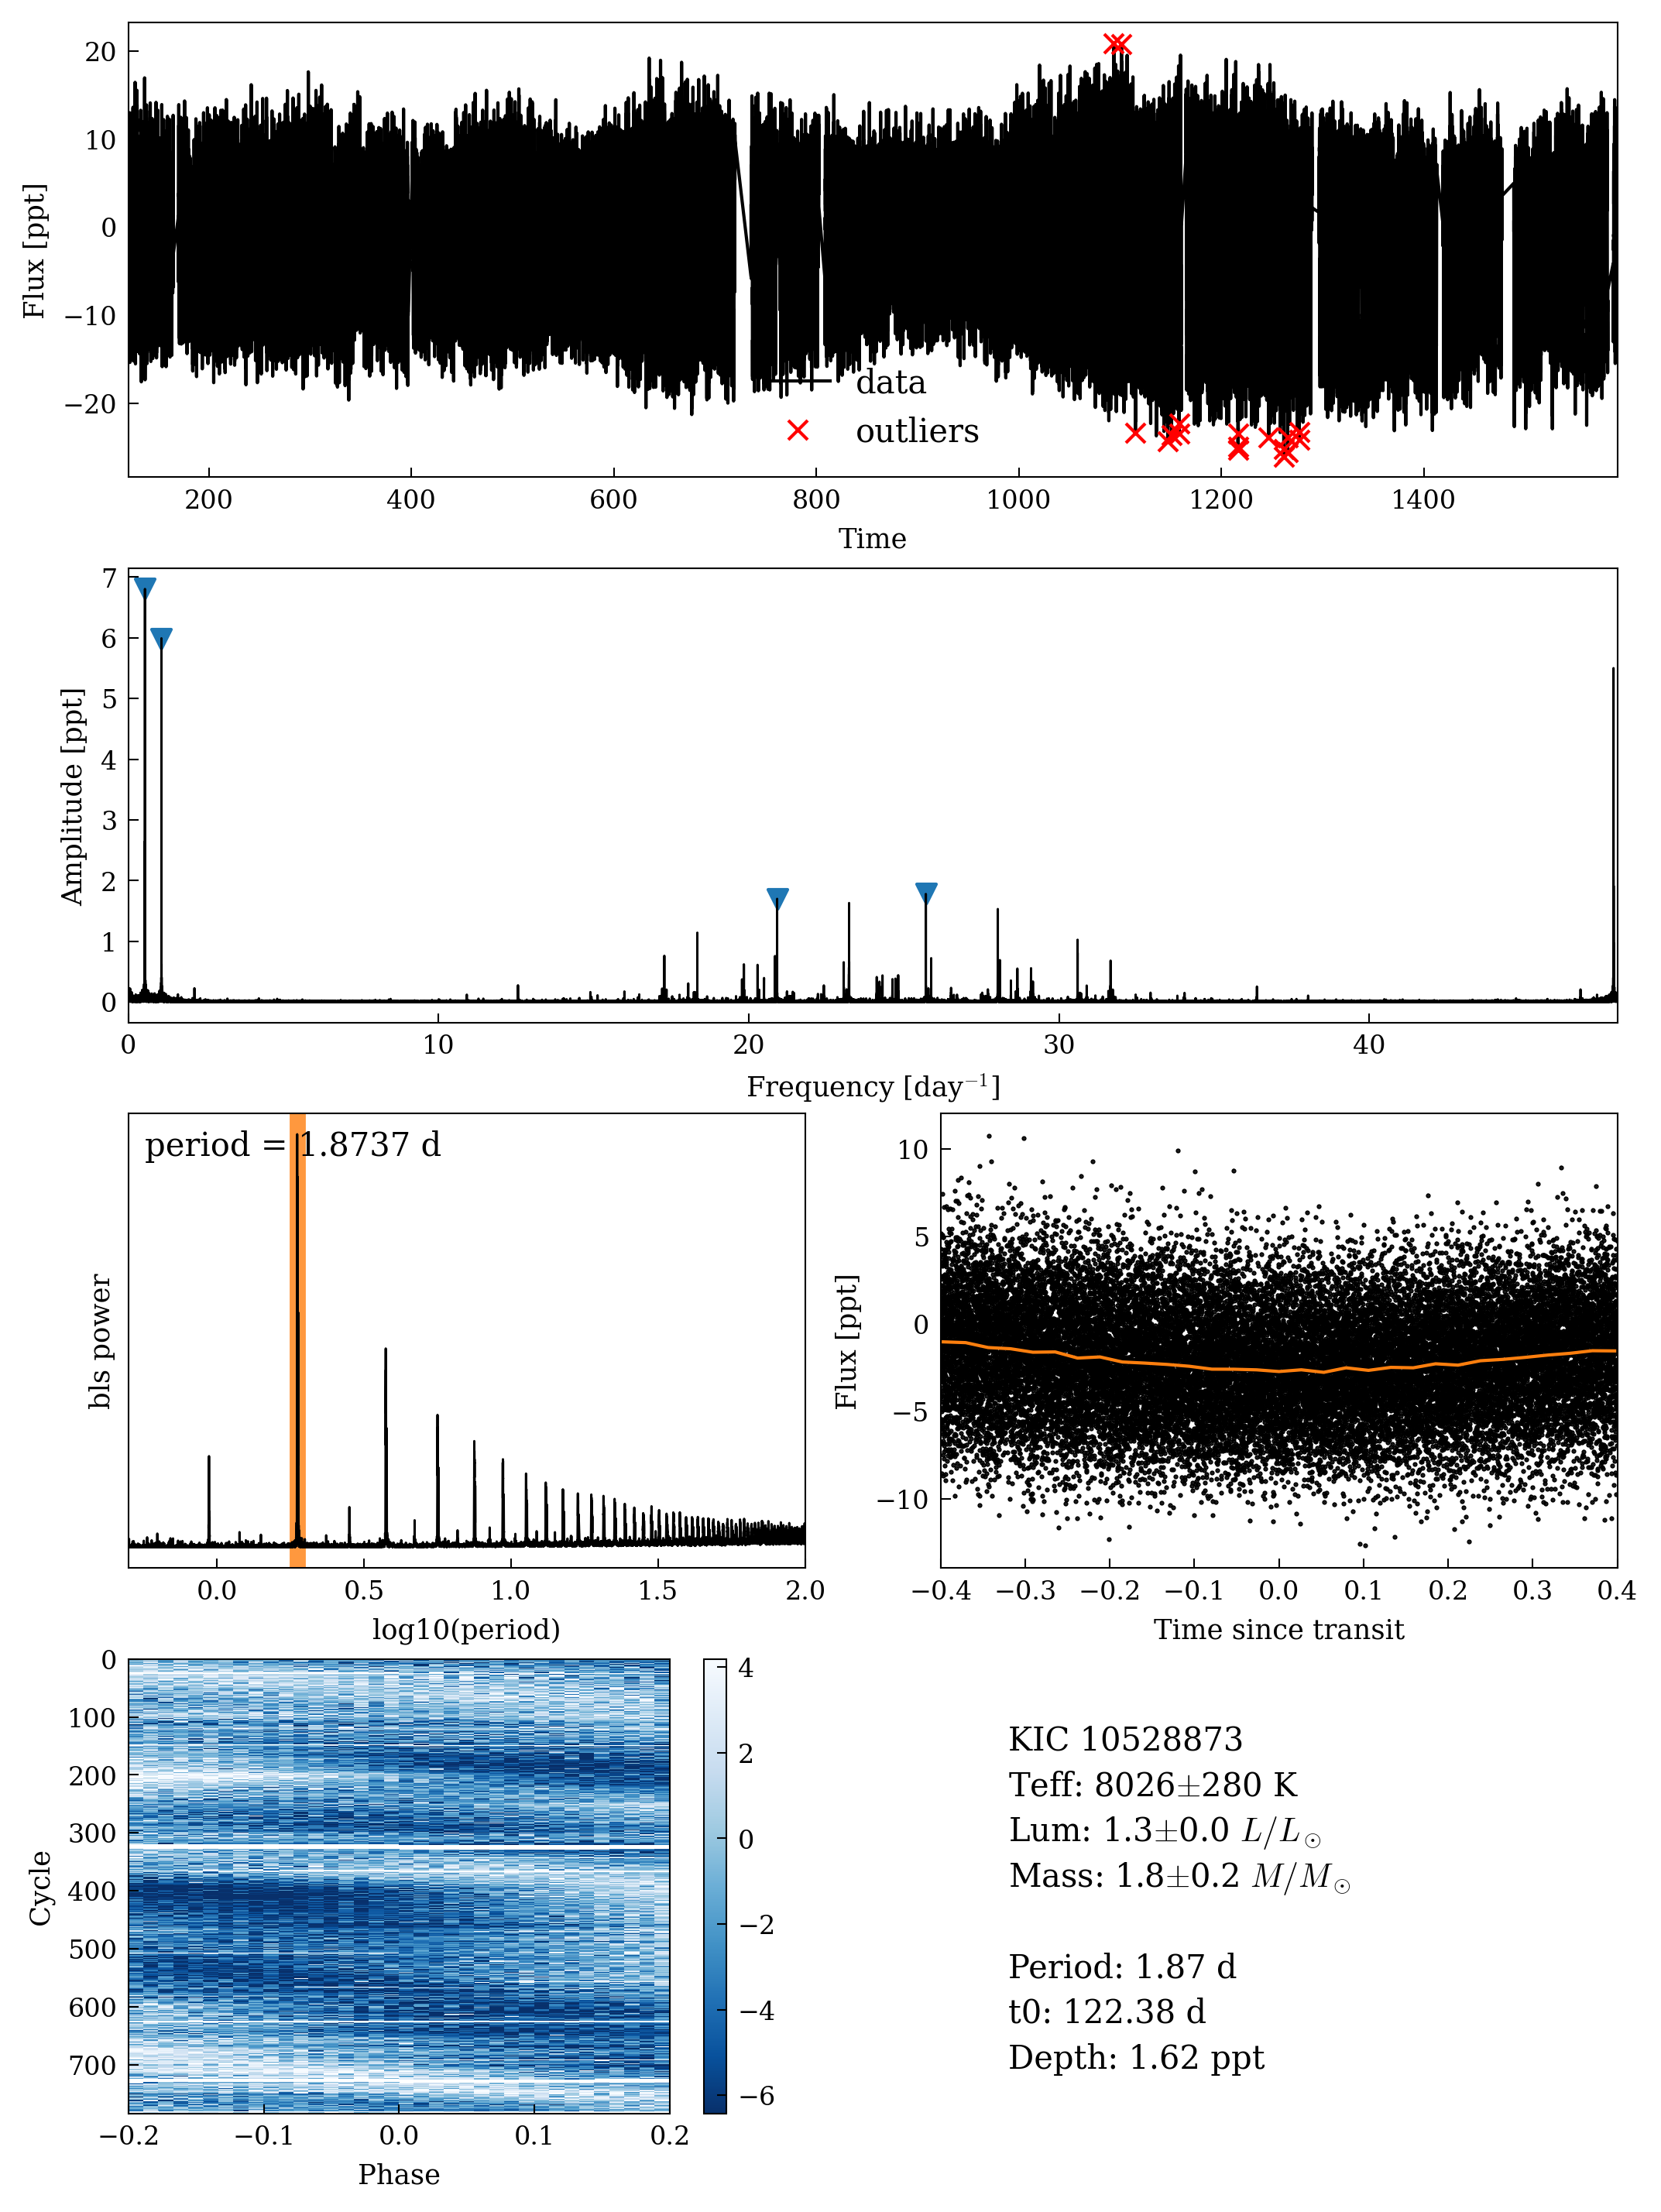 20
10
0
−10
−20
Flux [ppt]
data
outliers
200 400 600 800 1000 1200 1400
Time
7
6
5
4
3
2
1
0
Amplitude [ppt]
0 10 20 30 40
Frequency [day⁻¹]
period = 1.8737 d
bls power
0.0 0.5 1.0 1.5 2.0
log10(period)
10
5
0
−5
−10
Flux [ppt]
−0.4 −0.3 −0.2 −0.1 0.0 0.1 0.2 0.3 0.4
Time since transit
0
100
200
300
400
500
600
700
Cycle
−0.2 −0.1 0.0 0.1 0.2
Phase
4
2
0
−2
−4
−6
KIC 10528873
Teff: 8026±280 K
Lum: 1.3±0.0 L/L⊙
Mass: 1.8±0.2 M/M⊙
Period: 1.87 d
t0: 122.38 d
Depth: 1.62 ppt